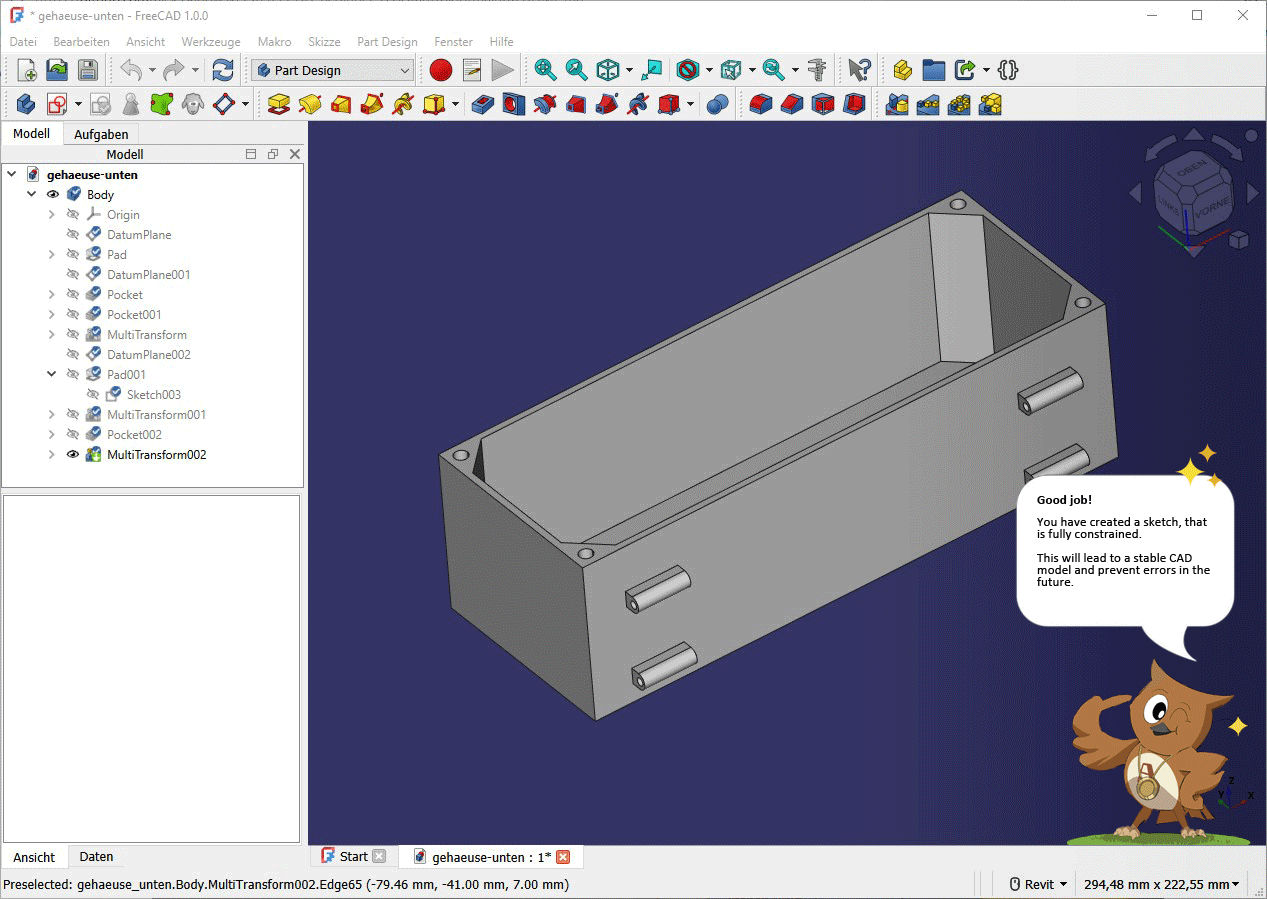 * gehaeuse-unten - FreeCAD 1.0.0
Datei Bearbeiten Ansicht Werkzeuge Makro Skizze Part Design Fenster Hilfe
Part Design
Modell Aufgaben
Modell
gehaeuse-unten
Body
Origin
DatumPlane
Pad
DatumPlane001
Pocket
Pocket001
MultiTransform
DatumPlane002
Pad001
Sketch003
MultiTransform001
Pocket002
MultiTransform002
OBEN
LINKS
VORNE
Good job!
You have created a sketch, that
is fully constrained.
This will lead to a stable CAD
model and prevent errors in the
future.
A
Z
Y
X
Ansicht Daten
Start
gehaeuse-unten : 1*
Preselected: gehaeuse_unten.Body.MultiTransform002.Edge65 (-79.46 mm, -41.00 mm, 7.00 mm)
Revit
294,48 mm x 222,55 mm